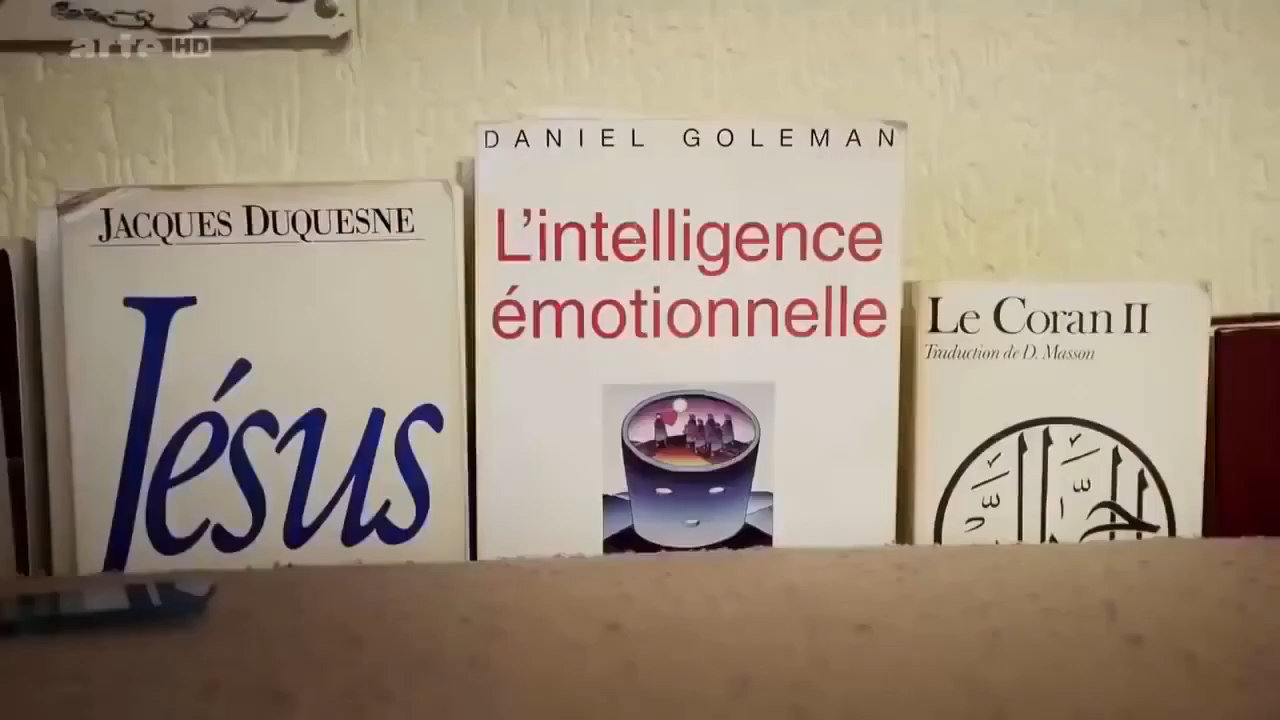 arte HD
JACQUES DUQUESNE
Jésus
DANIEL GOLEMAN
L'intelligence
émotionnelle
Le Coran II
Traduction de D. Masson